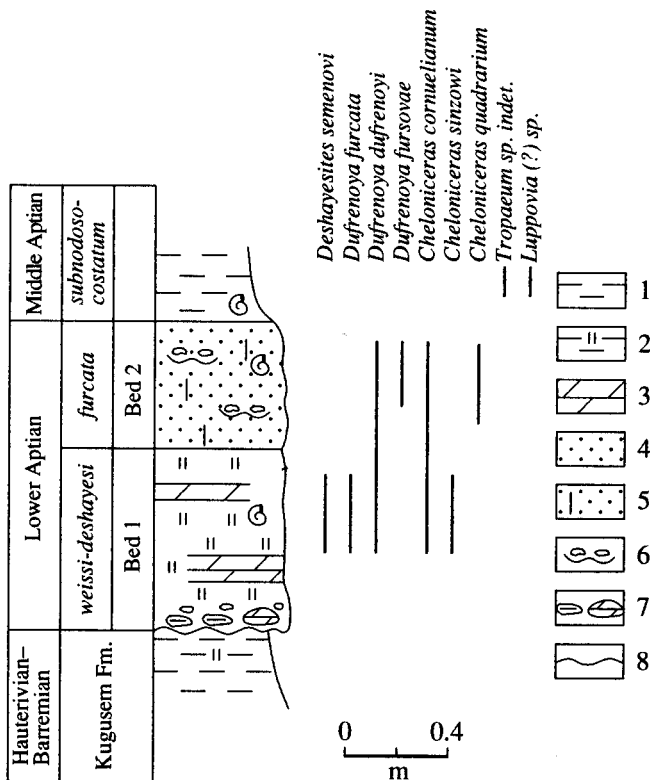 Deshayesites semenovi
Dufrenoya furcata
Dufrenoya dufrenoyi
Dufrenoya fursovae
Cheloniceras cornuelianum
Cheloniceras sinzowi
Cheloniceras quadrarium
Tropaeum sp. indet.
Luppovia (?) sp.
Middle Aptian
subnodoso-
costatum
Lower Aptian
furcata
Bed 2
weissi-deshayesi
Bed 1
Hauterivian–
Barremian
Kugusem Fm.
1
2
3
4
5
6
7
8
0 0.4
m